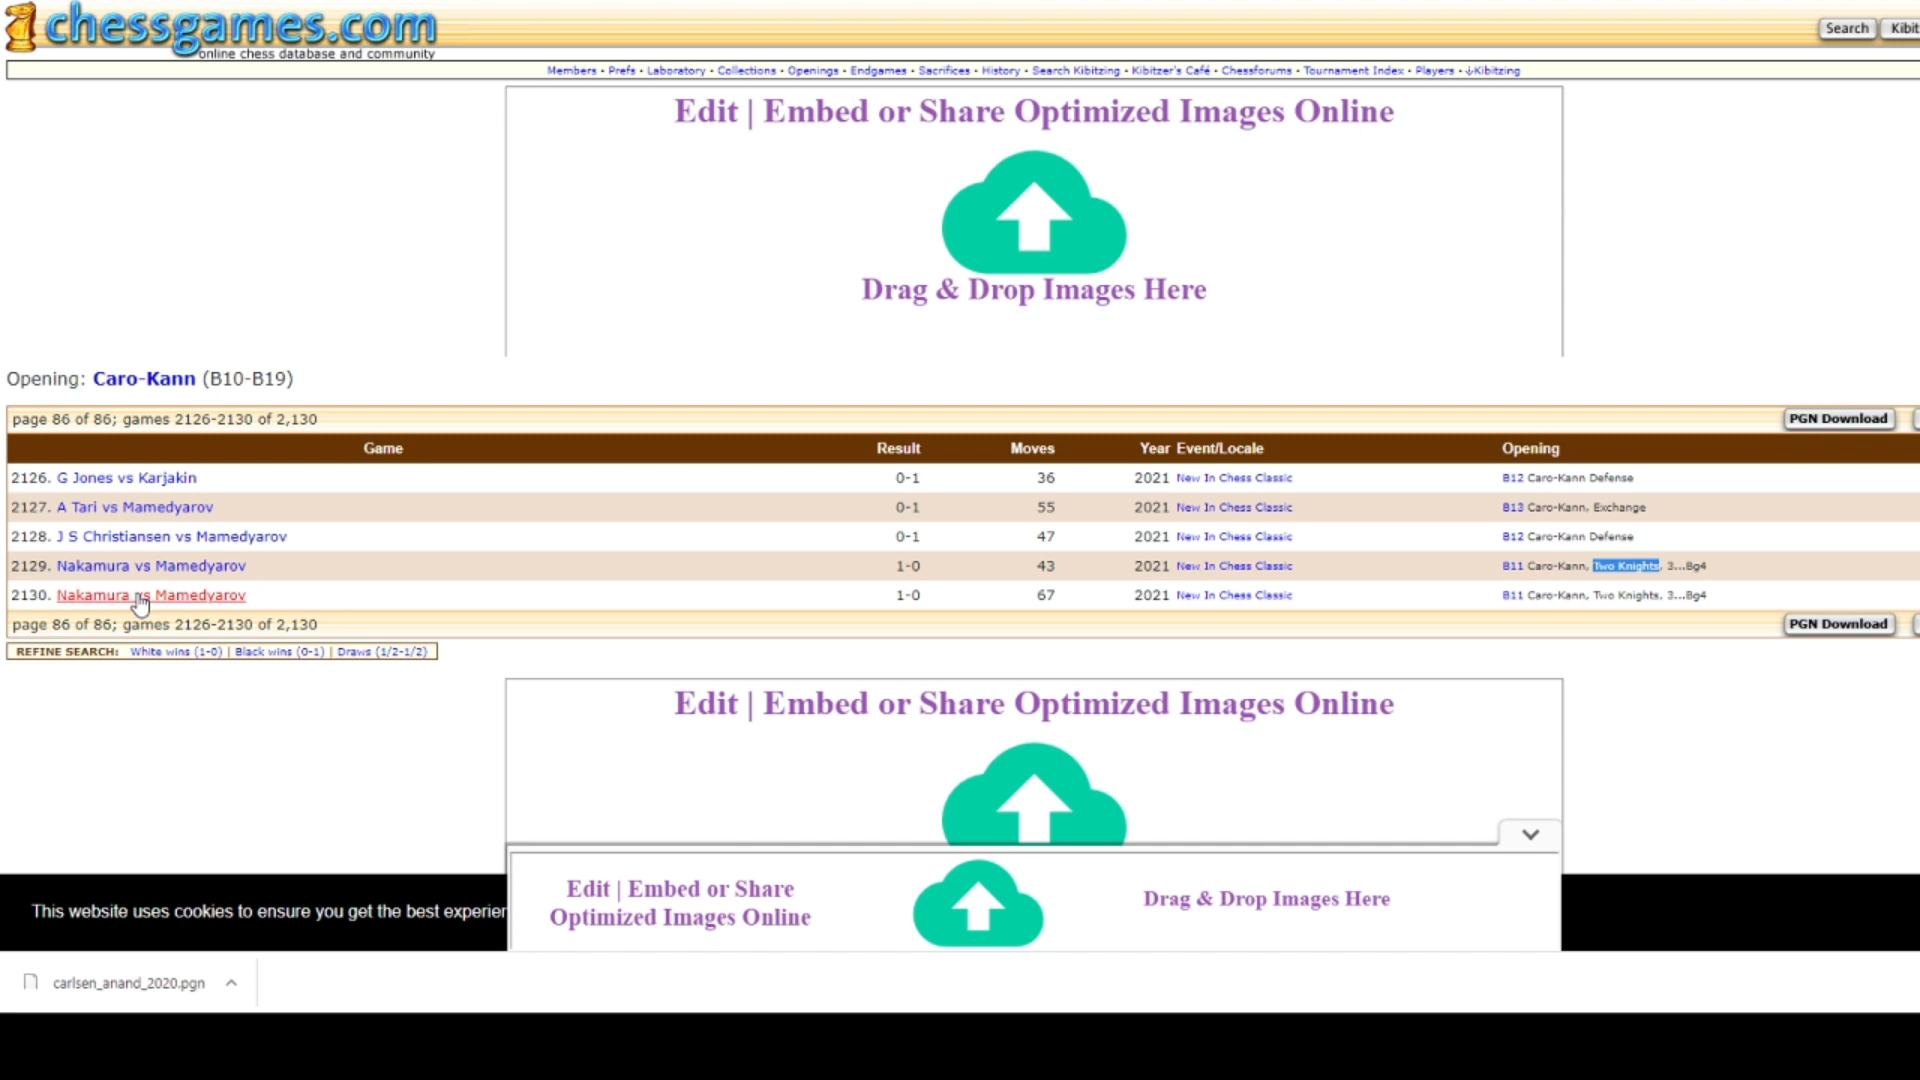 chessgames.com
online chess database and community
Search Kibit
Members • Prefs • Laboratory • Collections • Openings • Endgames • Sacrifices • History • Search Kibitzing • Kibitzer's Café • Chessforums • Tournament Index • Players • ↓Kibitzing
Edit | Embed or Share Optimized Images Online
Drag & Drop Images Here
Opening: Caro-Kann (B10-B19)
page 86 of 86; games 2126-2130 of 2,130 PGN Download
Game Result Moves Year Event/Locale Opening
2126. G Jones vs Karjakin 0-1 36 2021 New In Chess Classic B12 Caro-Kann Defense
2127. A Tari vs Mamedyarov 0-1 55 2021 New In Chess Classic B13 Caro-Kann, Exchange
2128. J S Christiansen vs Mamedyarov 0-1 47 2021 New In Chess Classic B12 Caro-Kann Defense
2129. Nakamura vs Mamedyarov 1-0 43 2021 New In Chess Classic B11 Caro-Kann, Two Knights, 3...Bg4
2130. Nakamura vs Mamedyarov 1-0 67 2021 New In Chess Classic B11 Caro-Kann, Two Knights, 3...Bg4
page 86 of 86; games 2126-2130 of 2,130 PGN Download
REFINE SEARCH: White wins (1-0) | Black wins (0-1) | Draws (1/2-1/2)
Edit | Embed or Share Optimized Images Online
Edit | Embed or Share
Optimized Images Online
Drag & Drop Images Here
This website uses cookies to ensure you get the best experien
carlsen_anand_2020.pgn